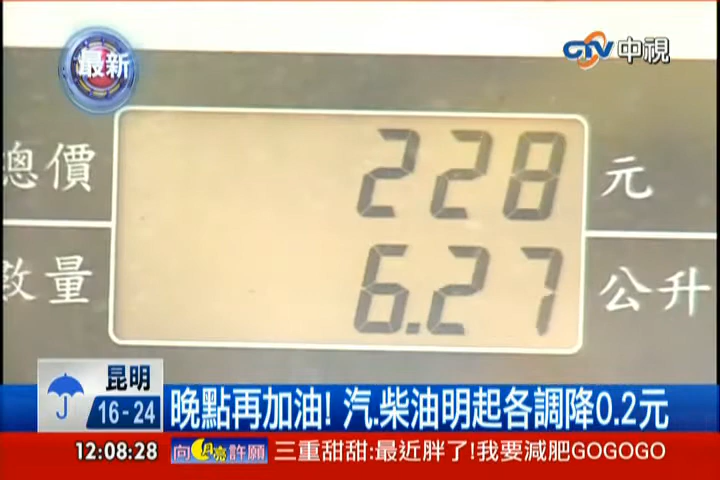 最新
CTV中視
總價 228 元
數量 6.27 公升
昆明
16-24
晚點再加油! 汽.柴油明起各調降0.2元
12:08:28 向月亮許願 三重甜甜:最近胖了!我要減肥GOGOGO